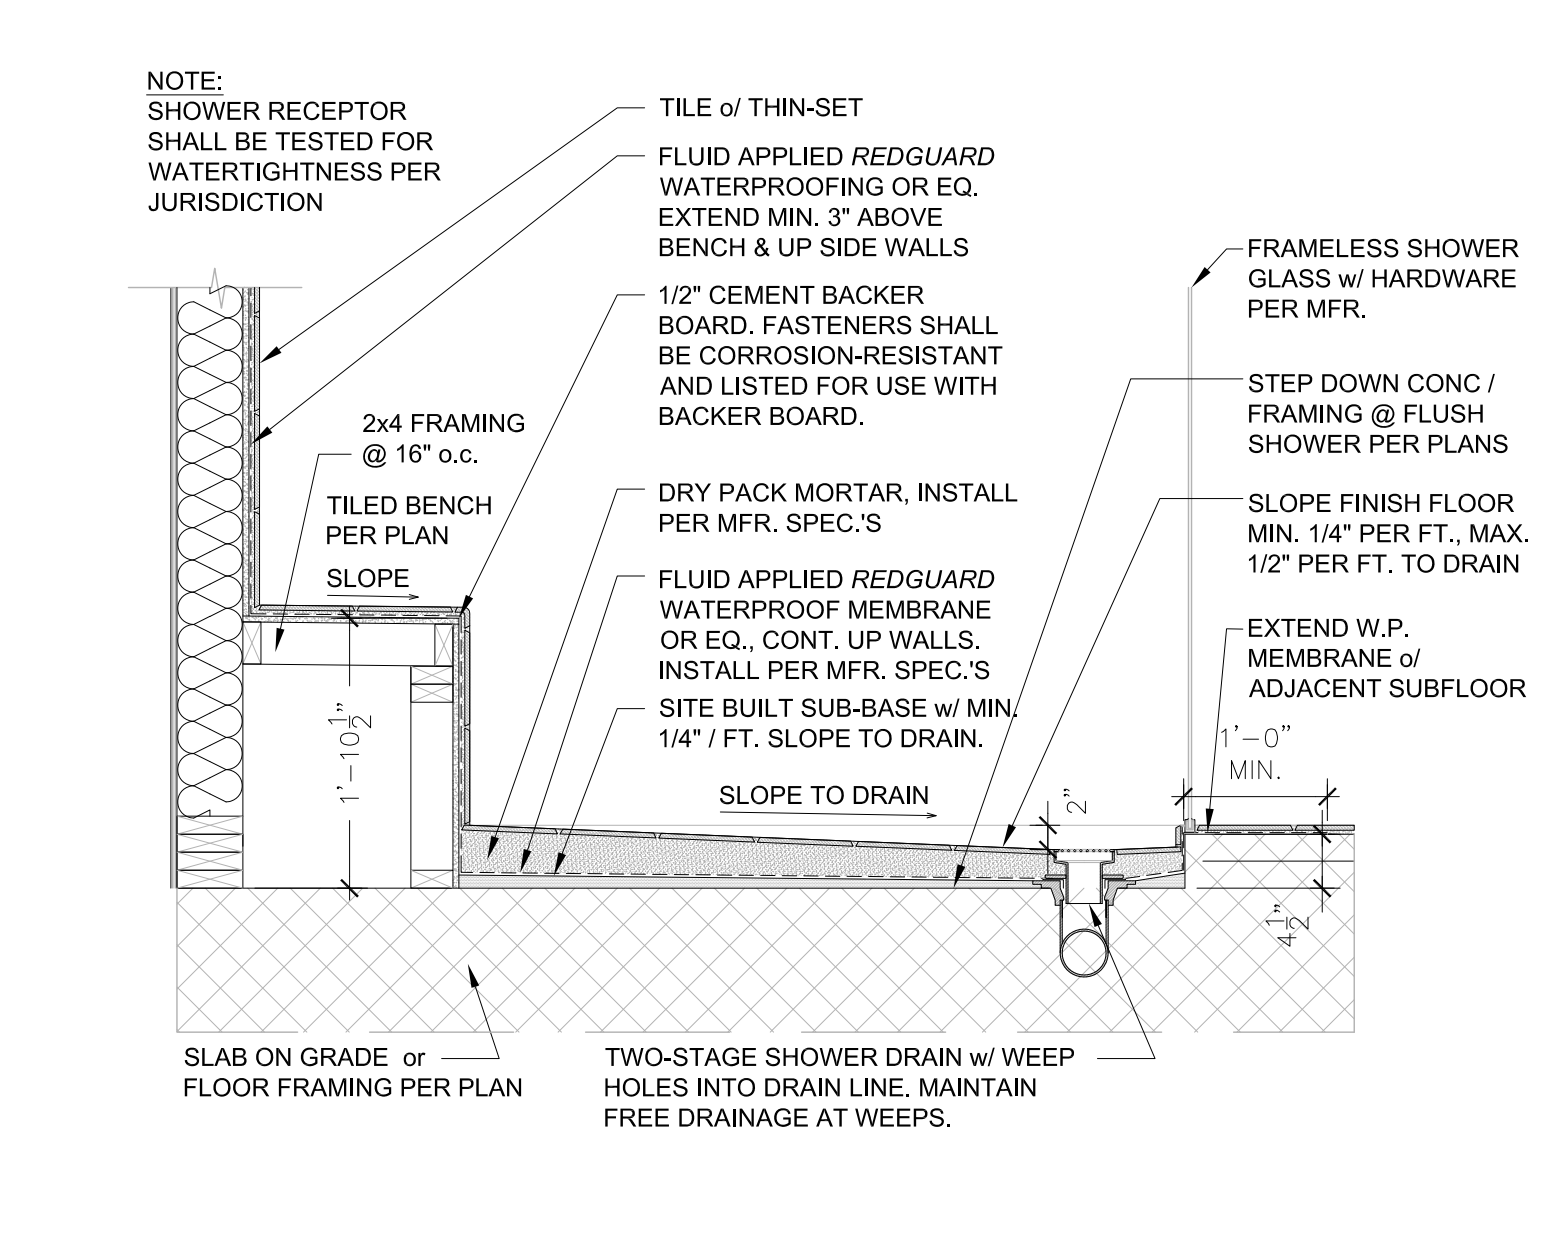 NOTE:
SHOWER RECEPTOR
SHALL BE TESTED FOR
WATERTIGHTNESS PER
JURISDICTION
TILE o/ THIN-SET
FLUID APPLIED REDGUARD
WATERPROOFING OR EQ.
EXTEND MIN. 3" ABOVE
BENCH & UP SIDE WALLS
1/2" CEMENT BACKER
BOARD. FASTENERS SHALL
BE CORROSION-RESISTANT
AND LISTED FOR USE WITH
BACKER BOARD.
2x4 FRAMING
@ 16" o.c.
TILED BENCH
PER PLAN
SLOPE
DRY PACK MORTAR, INSTALL
PER MFR. SPEC.'S
FLUID APPLIED REDGUARD
WATERPROOF MEMBRANE
OR EQ., CONT. UP WALLS.
INSTALL PER MFR. SPEC.'S
SITE BUILT SUB-BASE w/ MIN.
1/4" / FT. SLOPE TO DRAIN.
SLOPE TO DRAIN
FRAMELESS SHOWER
GLASS w/ HARDWARE
PER MFR.
STEP DOWN CONC /
FRAMING @ FLUSH
SHOWER PER PLANS
SLOPE FINISH FLOOR
MIN. 1/4" PER FT., MAX.
1/2" PER FT. TO DRAIN
EXTEND W.P.
MEMBRANE o/
ADJACENT SUBFLOOR
1'-0"
MIN.
2"
1'-10 1/2"
4 1/2"
SLAB ON GRADE or
FLOOR FRAMING PER PLAN
TWO-STAGE SHOWER DRAIN w/ WEEP
HOLES INTO DRAIN LINE. MAINTAIN
FREE DRAINAGE AT WEEPS.